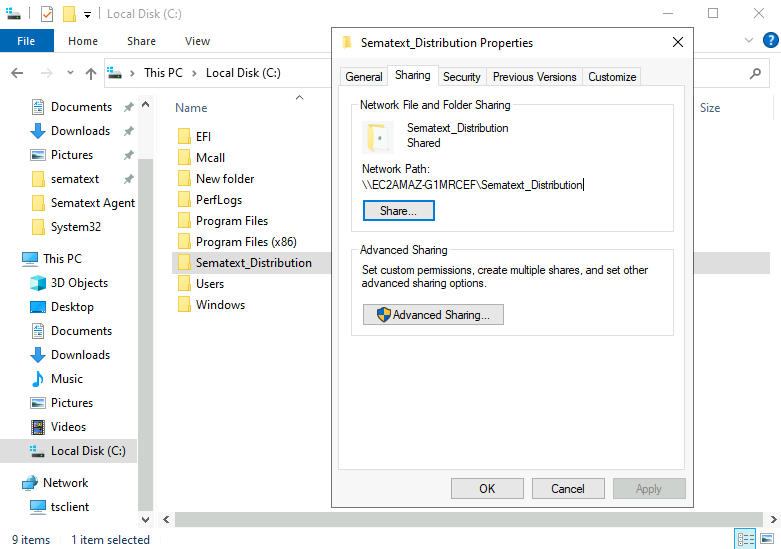 Local Disk (C:)
File
Home
Share
View
This PC
Local Disk (C:)
Documents
Downloads
Pictures
sematext
Sematext Agent
System32
This PC
3D Objects
Desktop
Documents
Downloads
Music
Pictures
Videos
Local Disk (C:)
Network
tsclient
Name
Size
EFI
Mcall
New folder
PerfLogs
Program Files
Program Files (x86)
Sematext_Distribution
Users
Windows
Sematext_Distribution Properties
General
Sharing
Security
Previous Versions
Customize
Network File and Folder Sharing
Sematext_Distribution
Shared
Network Path:
\\EC2AMAZ-G1MRCEF\Sematext_Distribution
Share...
Advanced Sharing
Set custom permissions, create multiple shares, and set other
advanced sharing options.
Advanced Sharing...
OK
Cancel
Apply
9 items
1 item selected